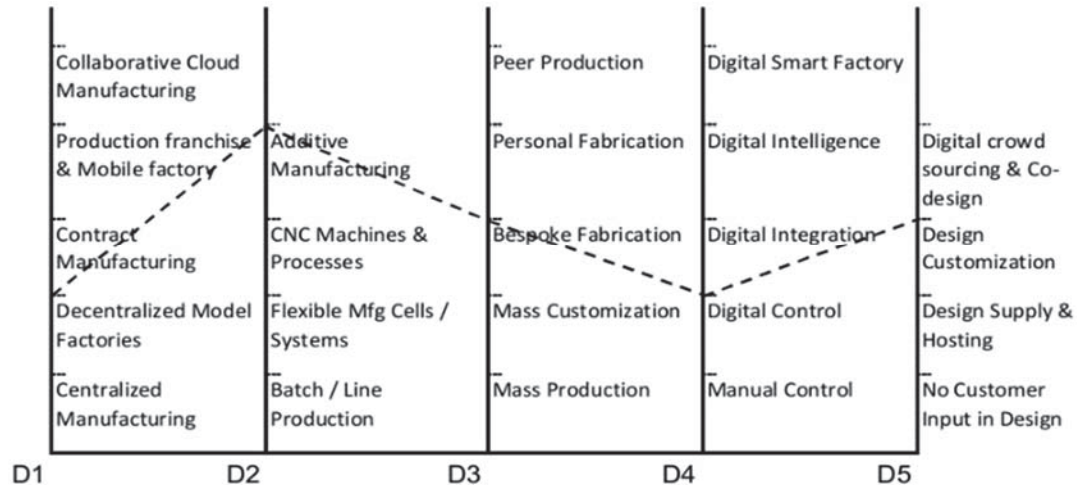 Collaborative Cloud
Manufacturing
Production franchise
& Mobile factory
Contract
Manufacturing
Decentralized Model
Factories
Centralized
Manufacturing
Additive
Manufacturing
CNC Machines &
Processes
Flexible Mfg Cells /
Systems
Batch / Line
Production
Peer Production
Personal Fabrication
Bespoke Fabrication
Mass Customization
Mass Production
Digital Smart Factory
Digital Intelligence
Digital Integration
Digital Control
Manual Control
Digital crowd
sourcing & Co-
design
Design
Customization
Design Supply &
Hosting
No Customer
Input in Design
D1
D2
D3
D4
D5